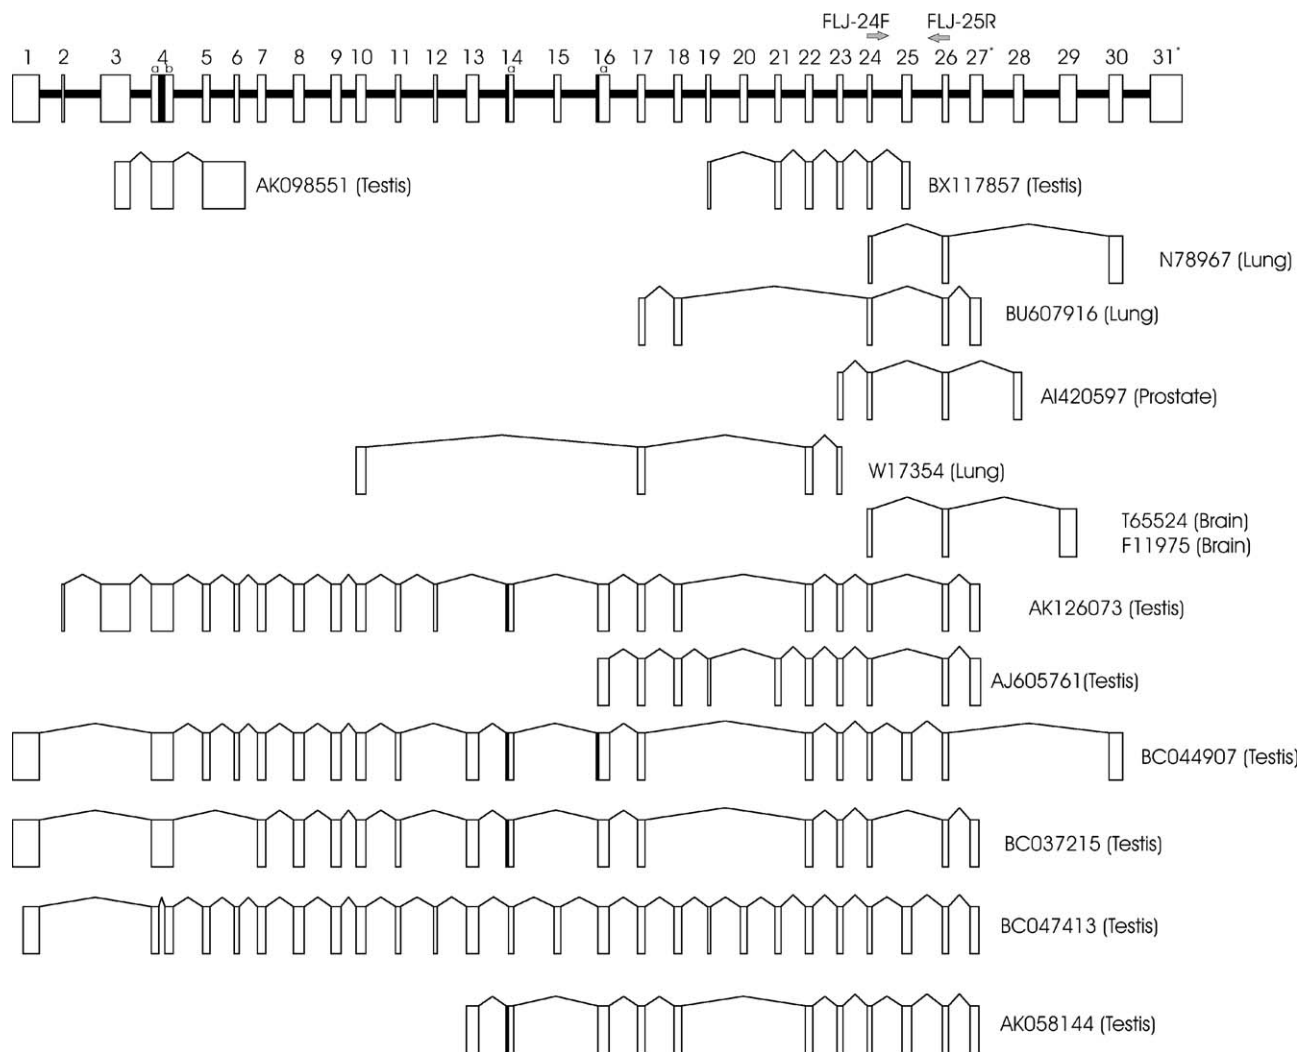 FLJ-24F FLJ-25R
1 2 3 4 5 6 7 8 9 10 11 12 13 14 15 16 17 18 19 20 21 22 23 24 25 26 27* 28 29 30 31*
a b a a
AK098551 (Testis) BX117857 (Testis)
N78967 (Lung)
BU607916 (Lung)
AI420597 (Prostate)
W17354 (Lung)
T65524 (Brain)
F11975 (Brain)
AK126073 (Testis)
AJ605761(Testis)
BC044907 (Testis)
BC037215 (Testis)
BC047413 (Testis)
AK058144 (Testis)